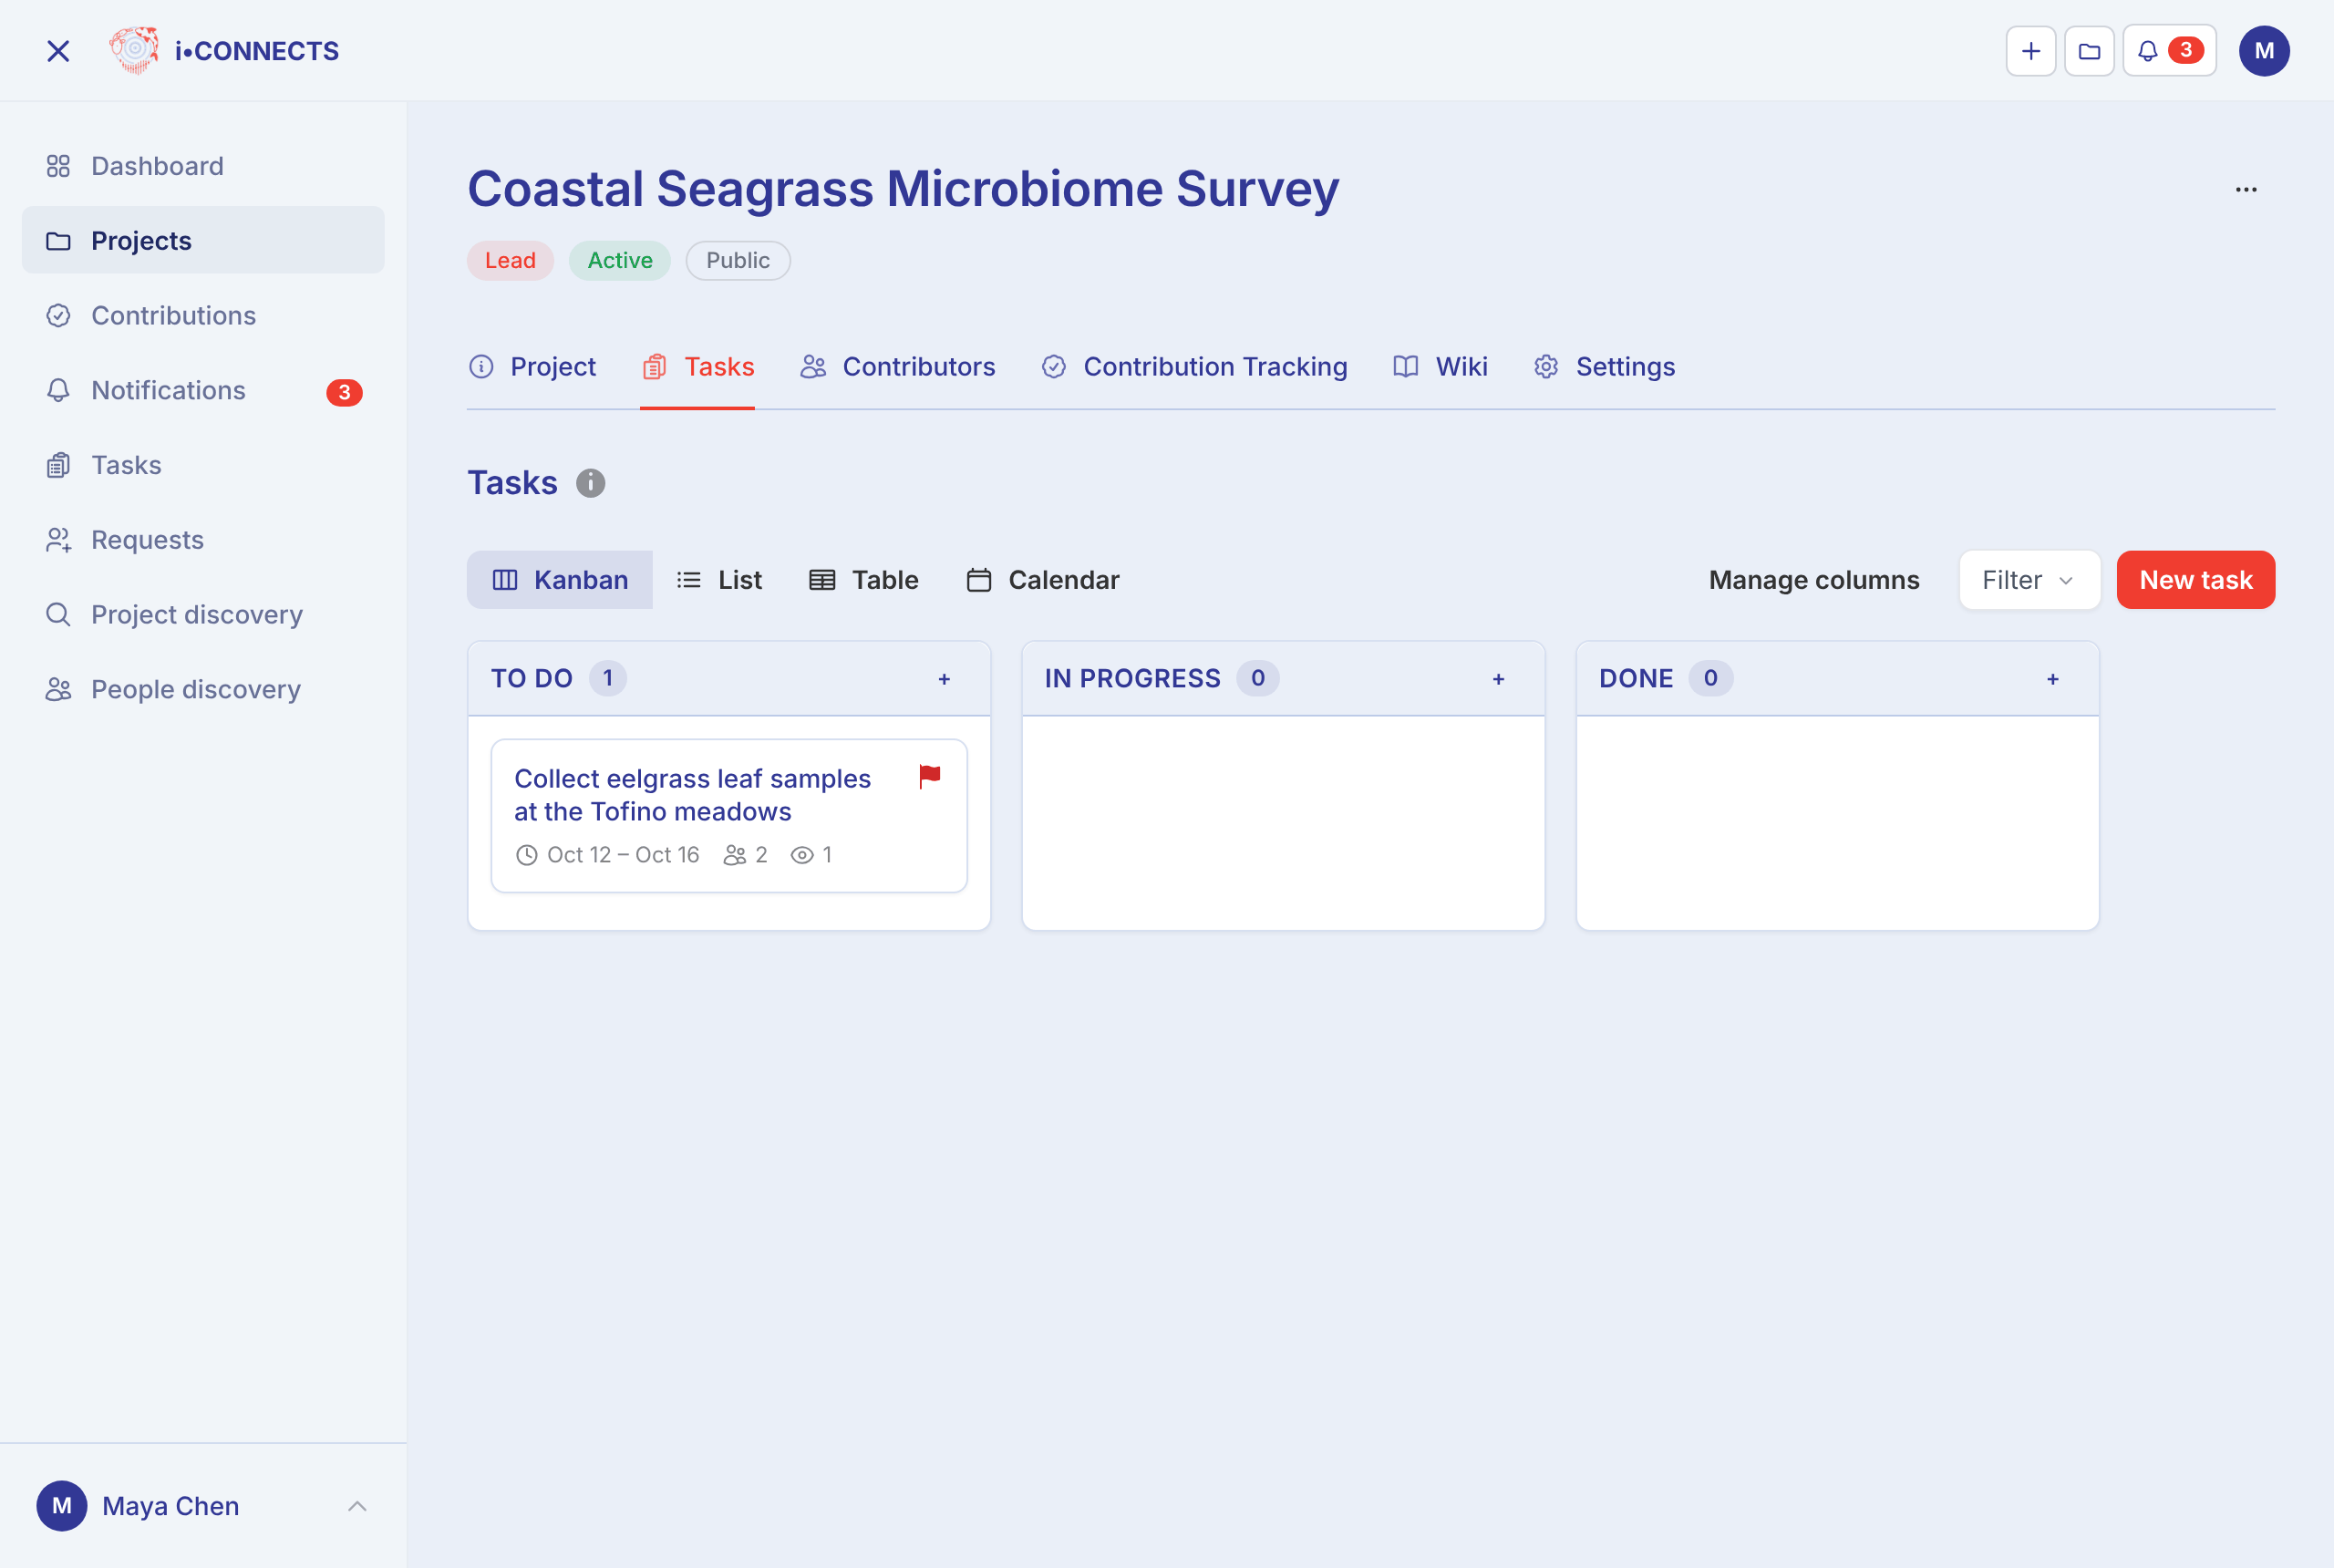 i•CONNECTS
3
M
Dashboard
Projects
Contributions
Notifications
3
Tasks
Requests
Project discovery
People discovery
Coastal Seagrass Microbiome Survey
Lead
Active
Public
Project
Tasks
Contributors
Contribution Tracking
Wiki
Settings
Tasks
Kanban
List
Table
Calendar
Manage columns
Filter
New task
TO DO 1 +
IN PROGRESS 0 +
DONE 0 +
Collect eelgrass leaf samples
at the Tofino meadows
Oct 12 – Oct 16 2 1
M
Maya Chen